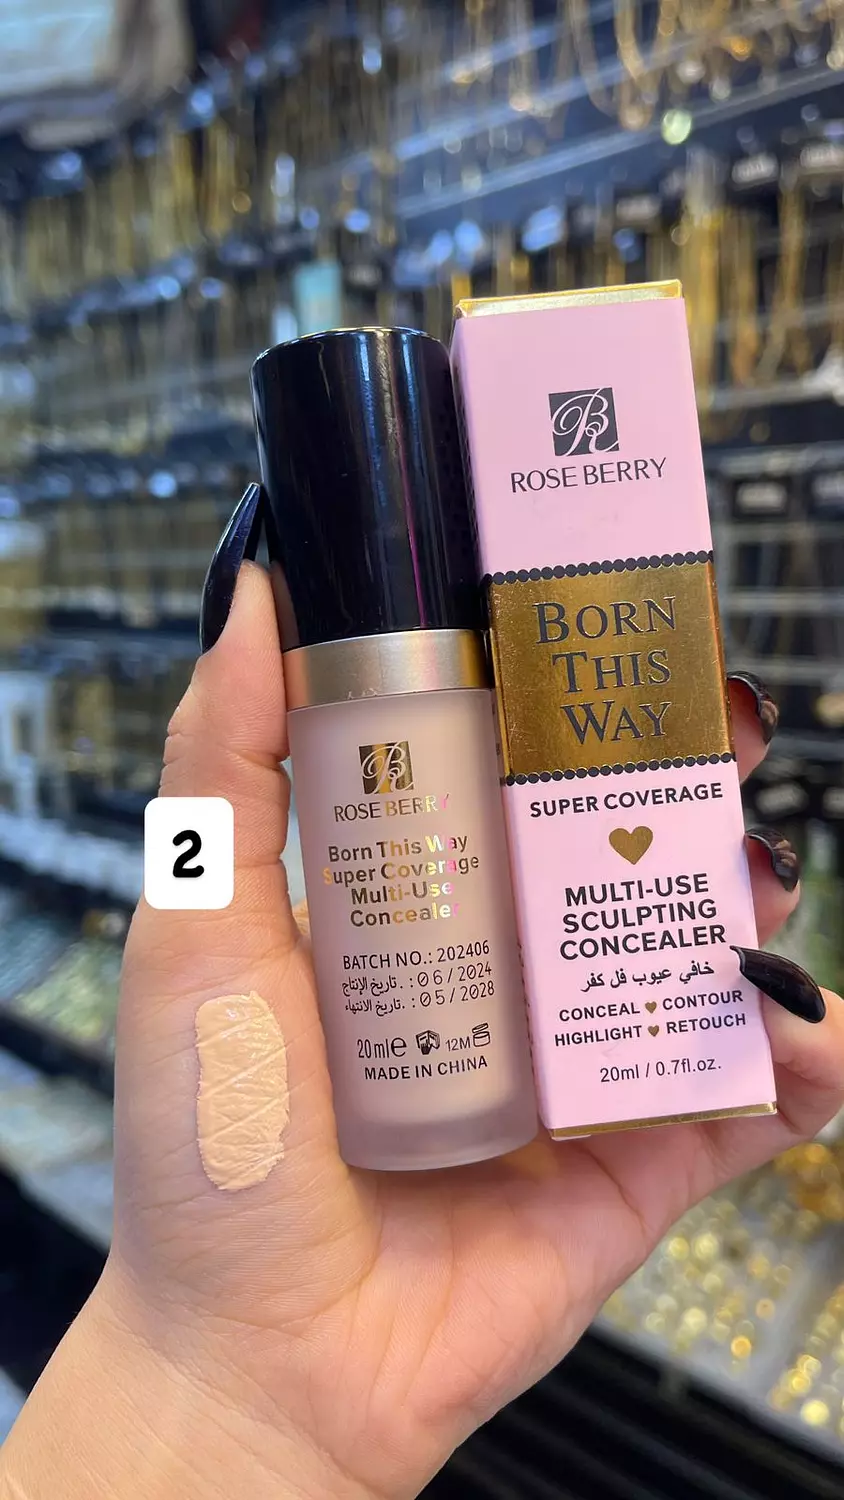 2
ROSE BERRY
Born This Way
Super Coverage
Multi-Use
Concealer
BATCH NO.: 202406
تاريخ الإنتاج. : 06 / 2024
تاريخ الانتهاء. : 05 / 2028
20ml e 12M
MADE IN CHINA
ROSE BERRY
BORN
THIS
WAY
SUPER COVERAGE
MULTI-USE
SCULPTING
CONCEALER
خافي عيوب فل كفر
CONCEAL CONTOUR
HIGHLIGHT RETOUCH
20ml / 0.7fl.oz.